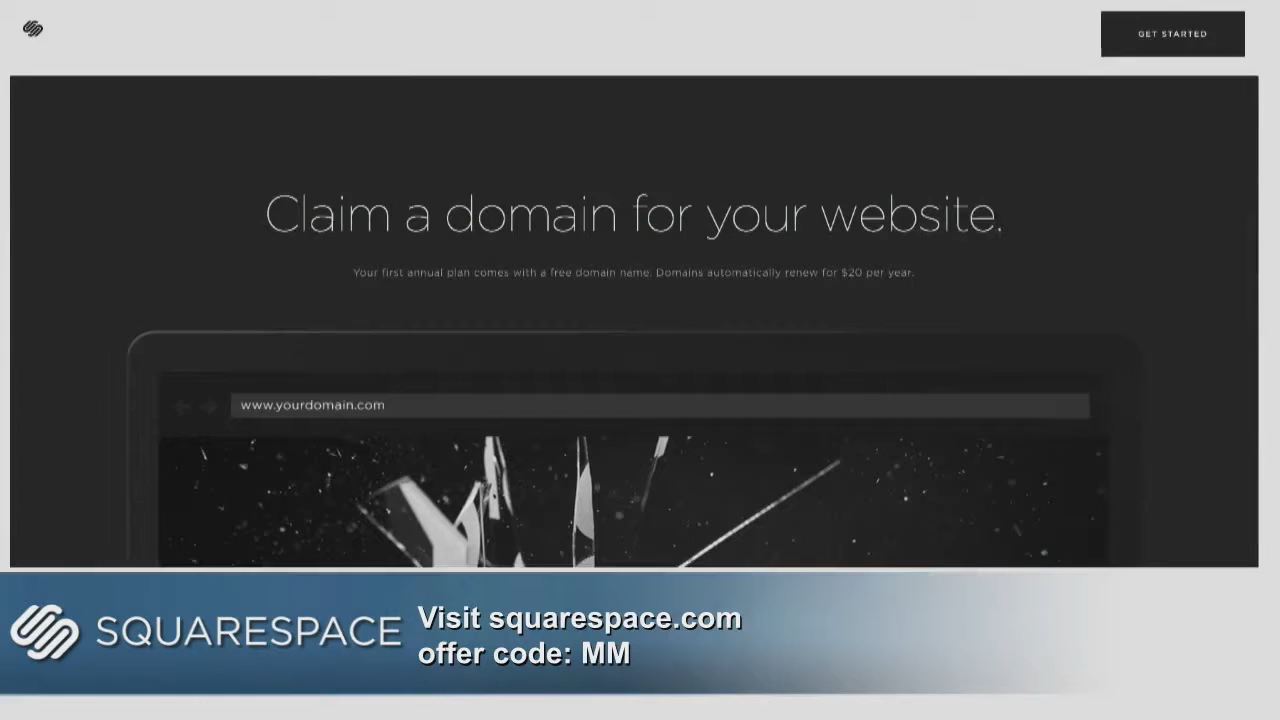 GET STARTED
Claim a domain for your website.
Your first annual plan comes with a free domain name. Domains automatically renew for $20 per year.
www.yourdomain.com
SQUARESPACE
Visit squarespace.com
offer code: MM